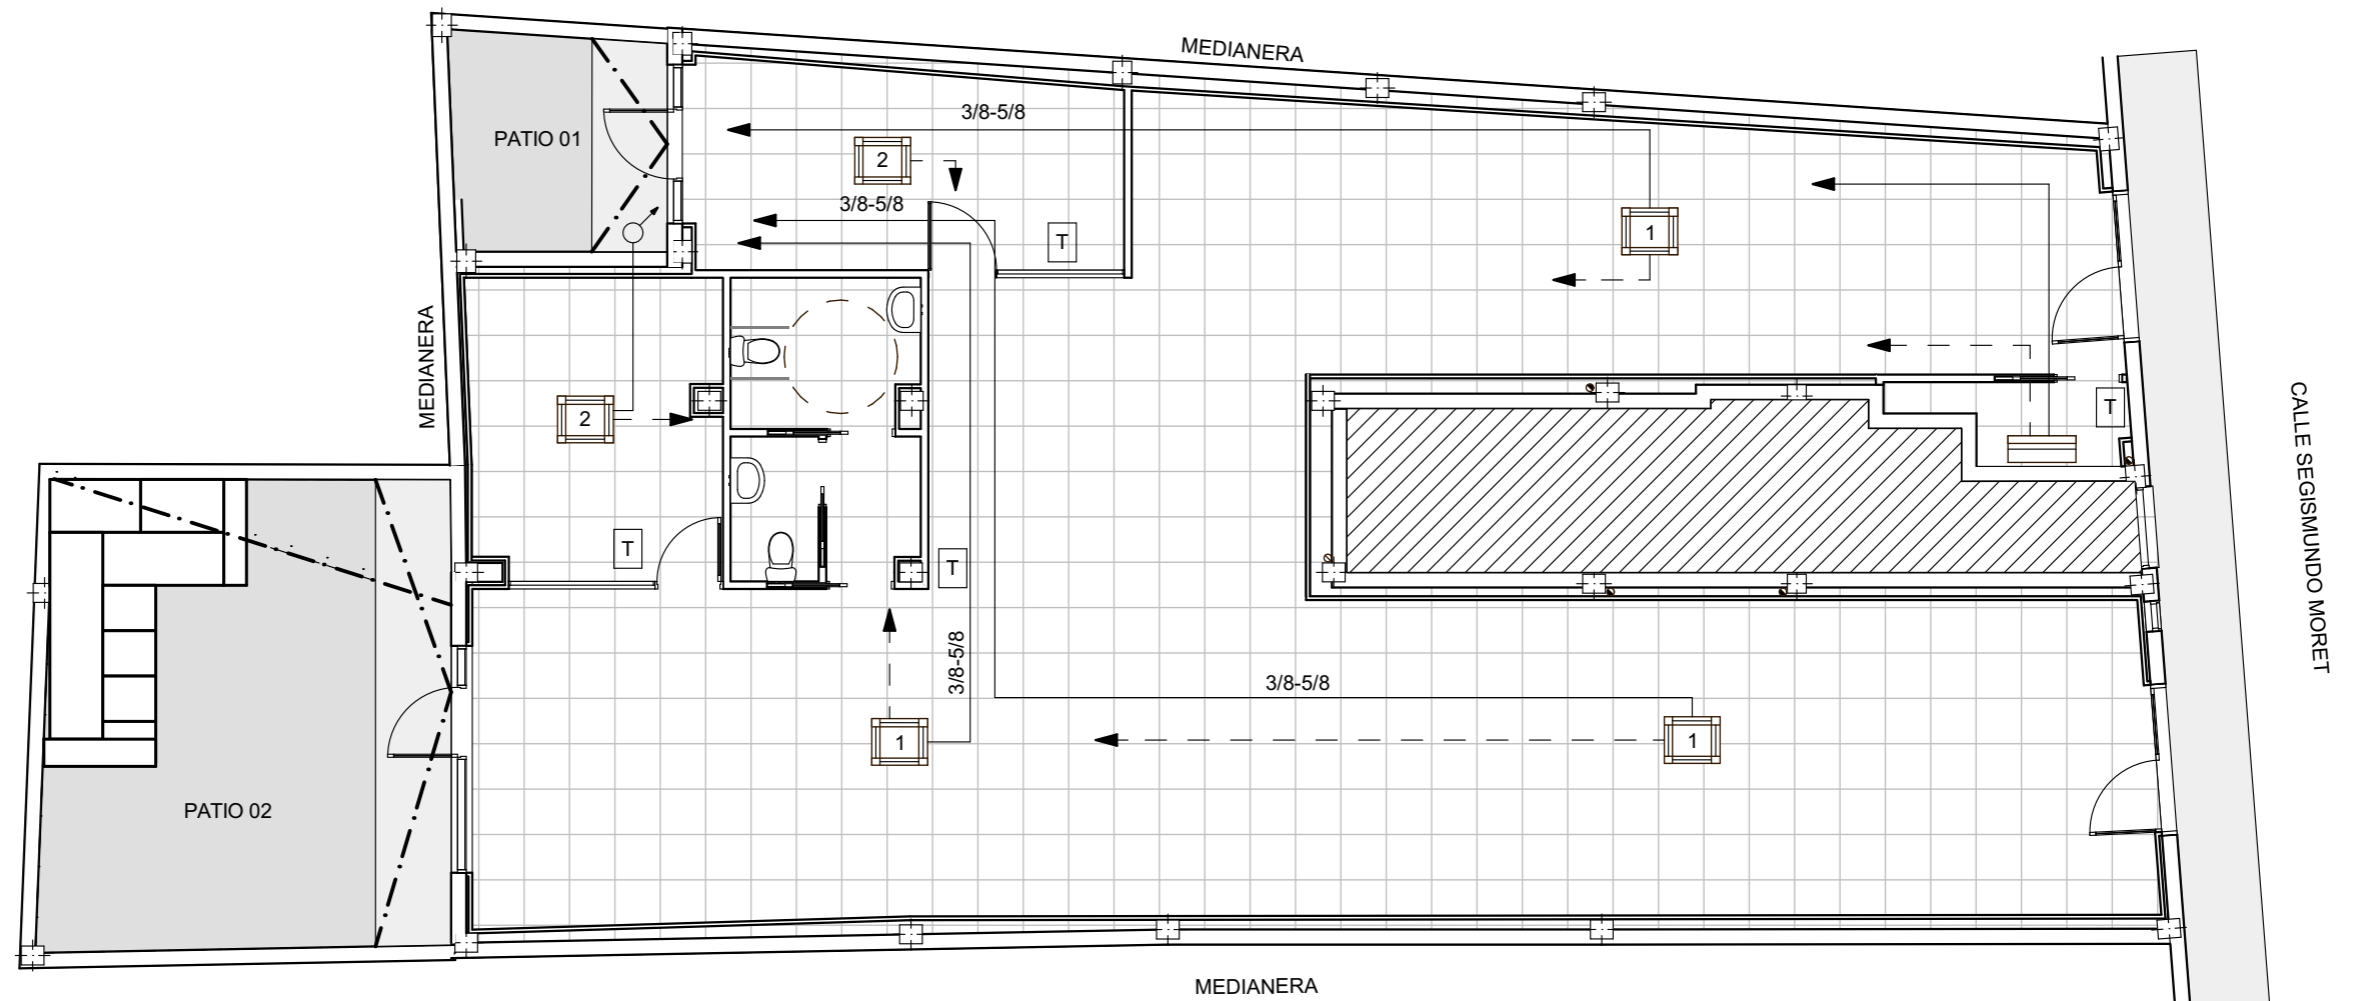 MEDIANERA
3/8-5/8
PATIO 01
2
3/8-5/8
1
T
MEDIANERA
2
T
CALLE SEGISMUNDO MORET
T
T
3/8-5/8
3/8-5/8
1
1
PATIO 02
MEDIANERA